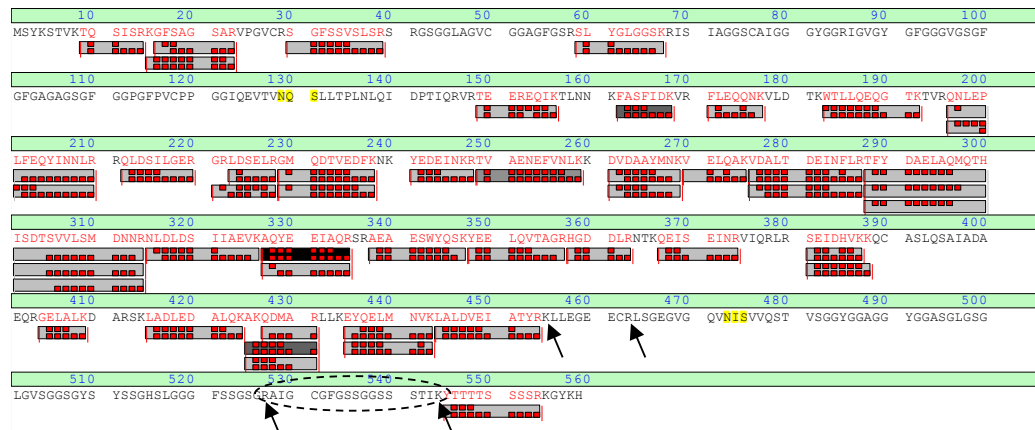 10 20 30 40 50 60 70 80 90 100
MSYKSTVKTQ SISRKGFSAG SARVPGVCRS GFSSVSLSRS RGSGGLAGVC GGAGFGSRSL YGLGGSKRIS IAGGSCAIGG GYGGRIGVGY GFGGGVGSGF
110 120 130 140 150 160 170 180 190 200
GFGAGAGSGF GGPGFPVCPP GGIQEVTVNQ SLLTPLNLQI DPTIQRVRTE EREQIKTLNN KFASFIDKVR FLEQQNKVLD TKWTLLQEQG TKTVRQNLEP
210 220 230 240 250 260 270 280 290 300
LFEQYINNLR RQLDSILGER GRLDSELRGM QDTVEDFKNK YEDEINKRTV AENEFVNLKK DVDAAYMNKV ELQAKVDALT DEINFLRTFY DAELAQMQTH
310 320 330 340 350 360 370 380 390 400
ISDTSVVLSM DNNRNLDLDS IIAEVKAQYE EIAQRSRAEA ESWYQSKYEE LQVTAGRHGD DLRNTKQEIS EINRVIQRLR SEIDHVKKQC ASLQSAIADA
410 420 430 440 450 460 470 480 490 500
EQRGELALKD ARSKLADLED ALQKAKQDMA RLLKEYQELM NVKLALDVEI ATYRKLLEGE ECRLSGEGVG QVNISVVQST VSGGYGGAGG YGGASGLGSG
510 520 530 540 550 560
LGVSGGSGYS YSSGHSLGGG FSSGSGRAIG CGFGSSGGSS STIKYTTTTS SSSRKGYKH